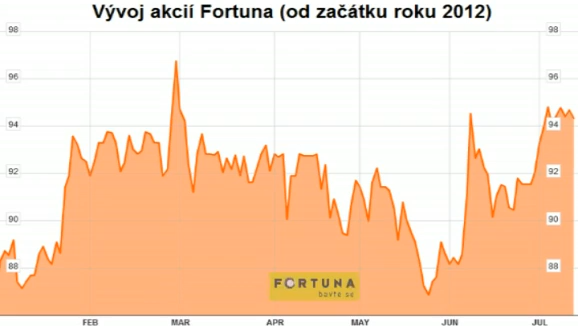 Vývoj akcií Fortuna (od začátku roku 2012)
98 98
96 96
94 94
92 92
90 90
88 88
FORTUNA
bavte se
FEB MAR APR MAY JUN JUL